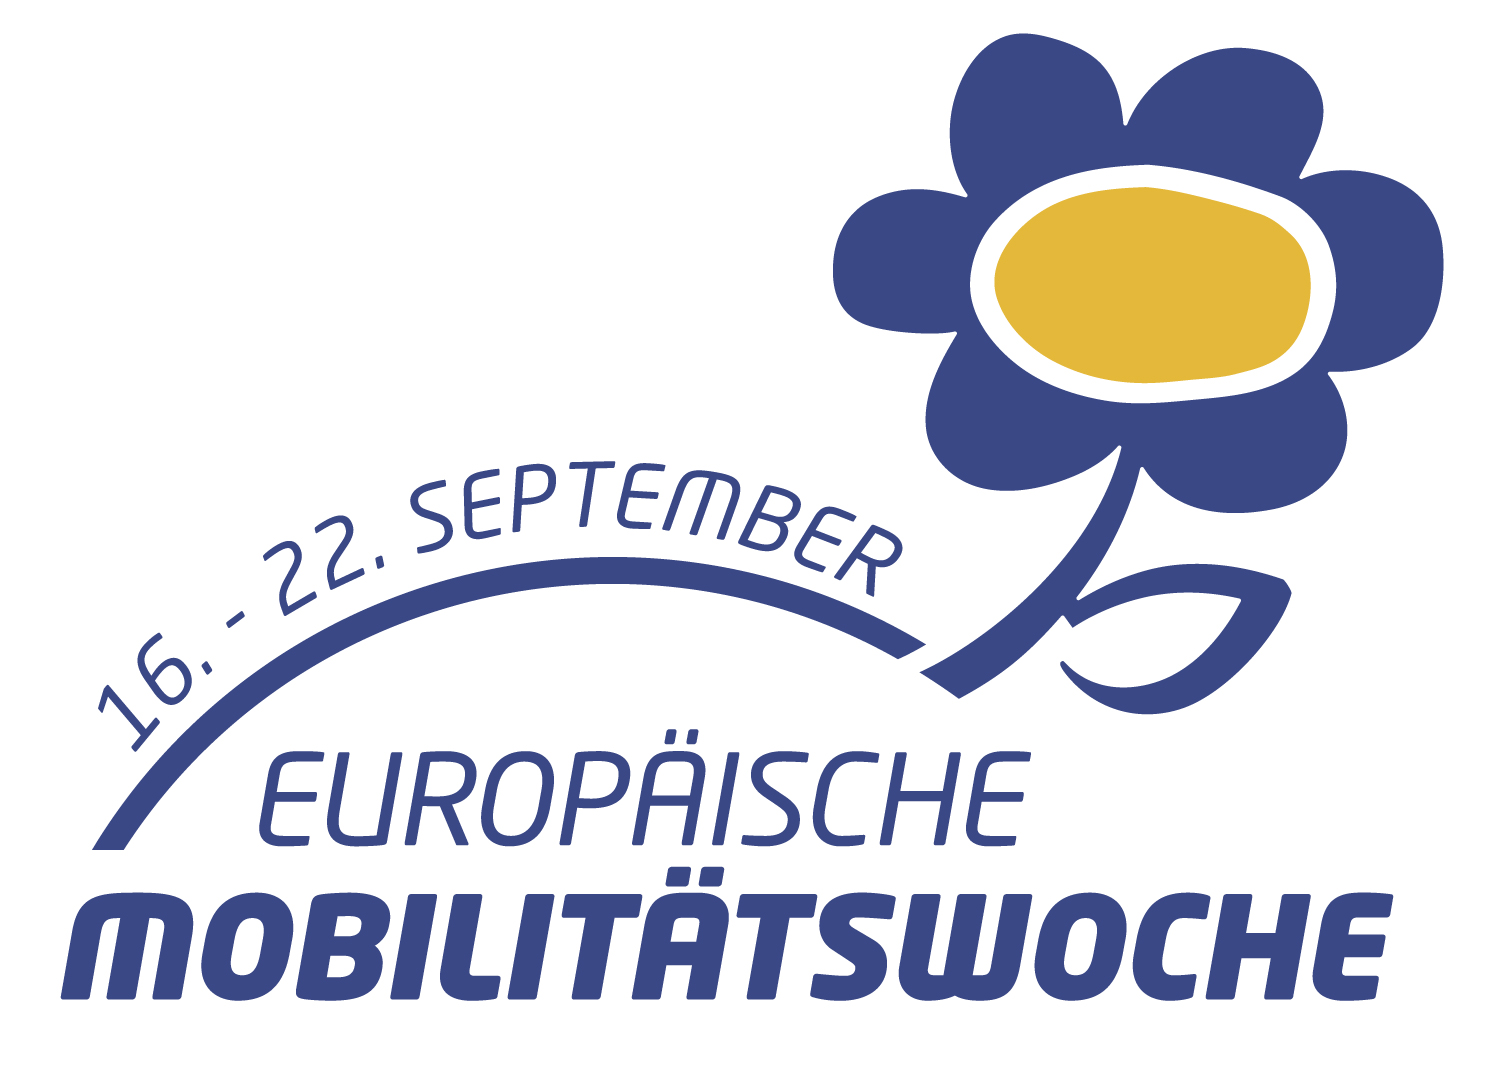 16. - 22. SEPTEMBER
EUROPÄISCHE
MOBILITÄTSWOCHE